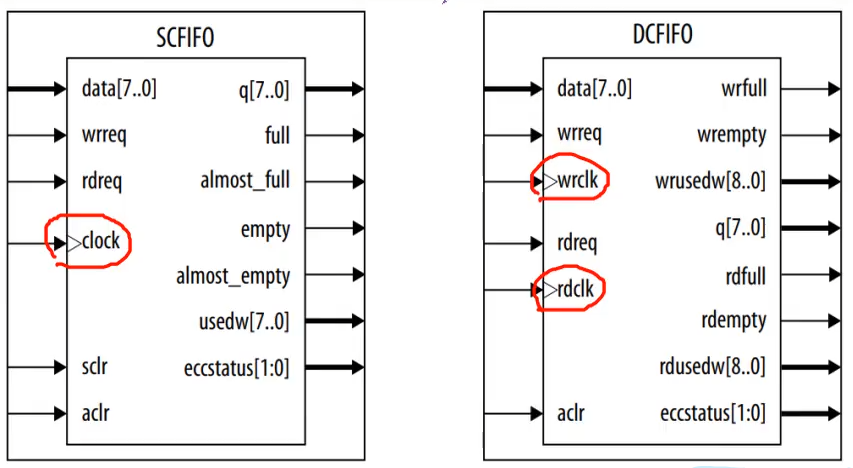 SCFIFO
data[7..0]
q[7..0]
wrreq
full
rdreq
almost_full
clock
empty
almost_empty
usedw[7..0]
sclr
eccstatus[1:0]
aclr
DCFIFO
data[7..0]
wrfull
wrreq
wrempty
wrclk
wrusedw[8..0]
q[7..0]
rdreq
rdfull
rdclk
rdempty
rdusedw[8..0]
aclr
eccstatus[1:0]